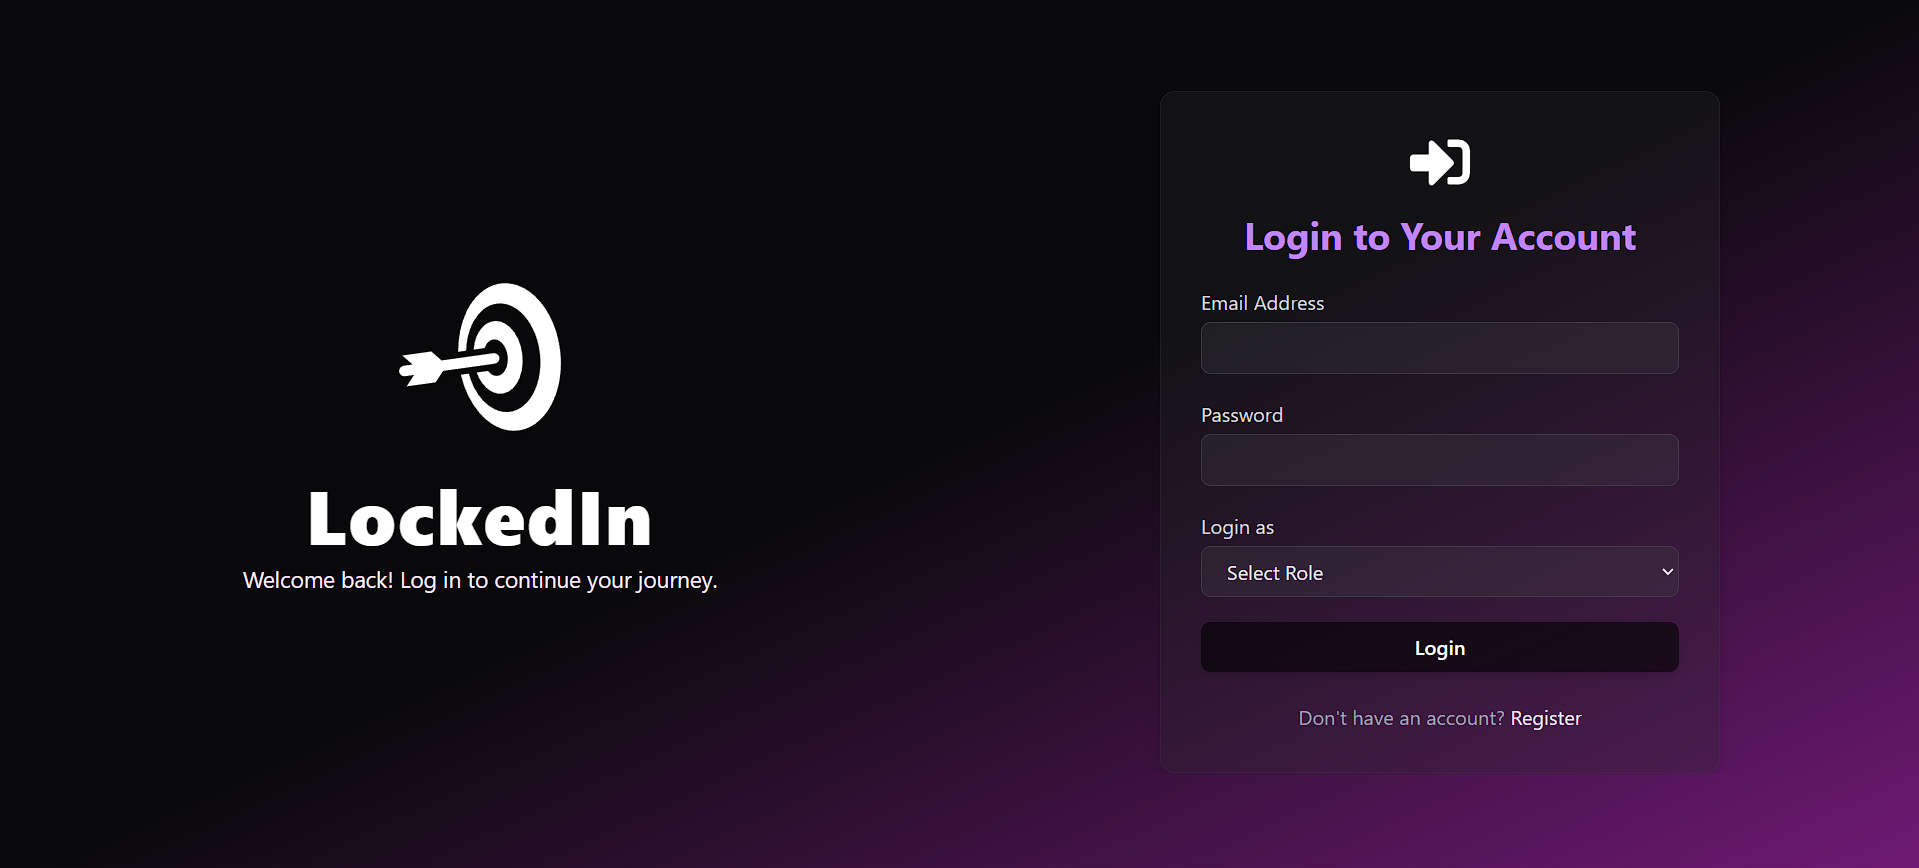 LockedIn
Welcome back! Log in to continue your journey.
Login to Your Account
Email Address
Password
Login as
Select Role
Login
Don't have an account? Register